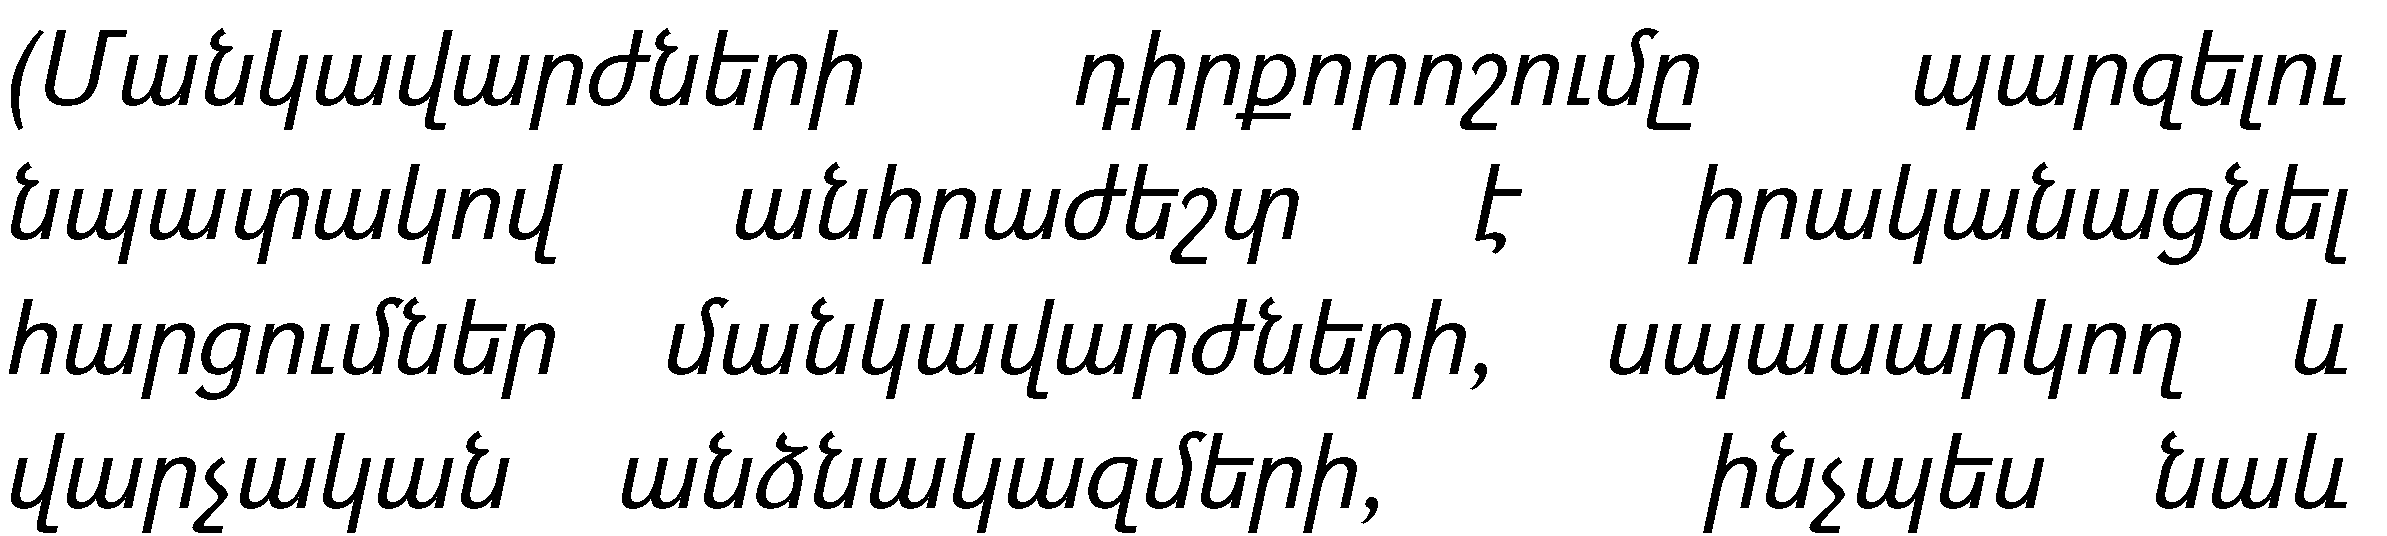 (Մանկավարժների դիրքորոշումը պարզելու
նպատակով անհրաժեշտ է իրականացնել
հարցումներ մանկավարժների, սպասարկող և
վարչական անձնակազմերի, ինչպես նաև